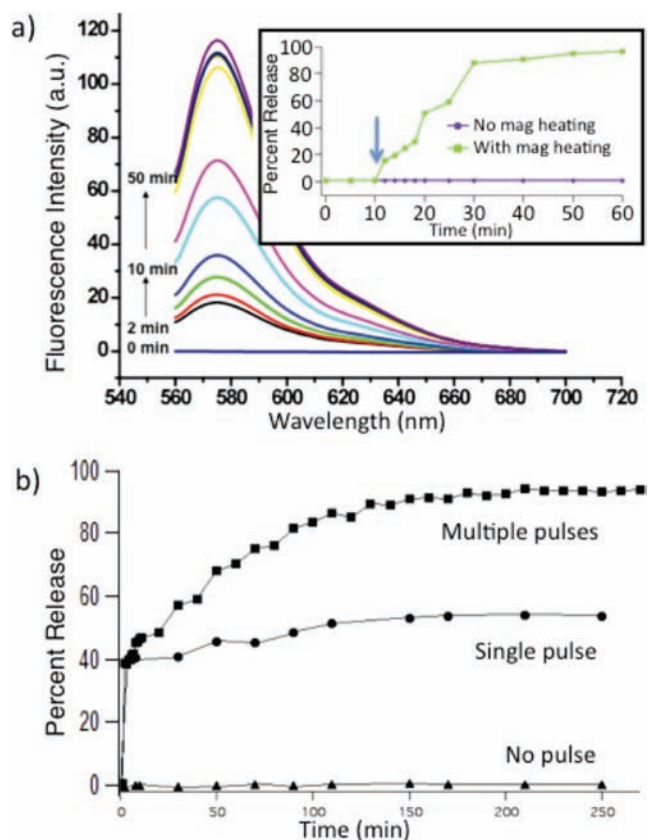 a)
Fluorescence Intensity (a.u.)
120
100
80
60
40
20
0
50 min
10 min
2 min
0 min
540 560 580 600 620 640 660 680 700 720
Wavelength (nm)
Percent Release
100
80
60
40
20
0
No mag heating
With mag heating
0 10 20 30 40 50 60
Time (min)
b)
Percent Release
100
80
60
40
20
0
Multiple pulses
Single pulse
No pulse
0 50 100 150 200 250
Time (min)